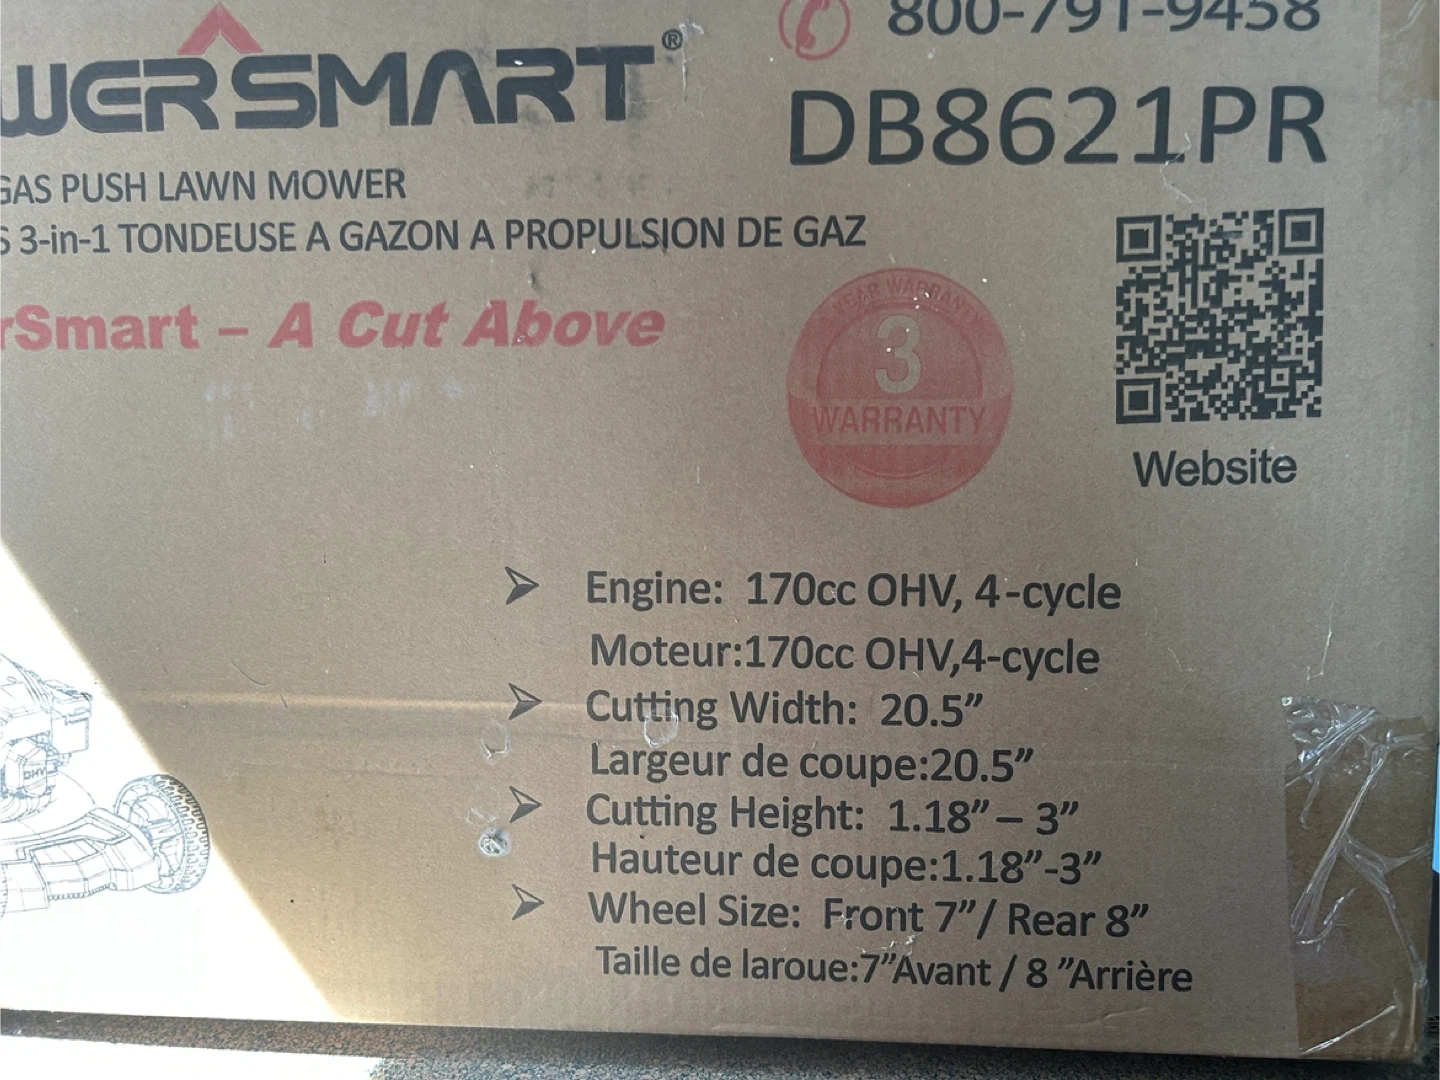 WERSMART®
800-791-9458
DB8621PR
GAS PUSH LAWN MOWER
S 3-in-1 TONDEUSE A GAZON A PROPULSION DE GAZ
rSmart – A Cut Above
YEAR WARRANTY
3
WARRANTY
Website
Engine: 170cc OHV, 4-cycle
Moteur:170cc OHV,4-cycle
Cutting Width: 20.5”
Largeur de coupe:20.5”
Cutting Height: 1.18”– 3”
Hauteur de coupe:1.18”-3”
Wheel Size: Front 7”/ Rear 8”
Taille de laroue:7”Avant / 8 ”Arrière
OHV